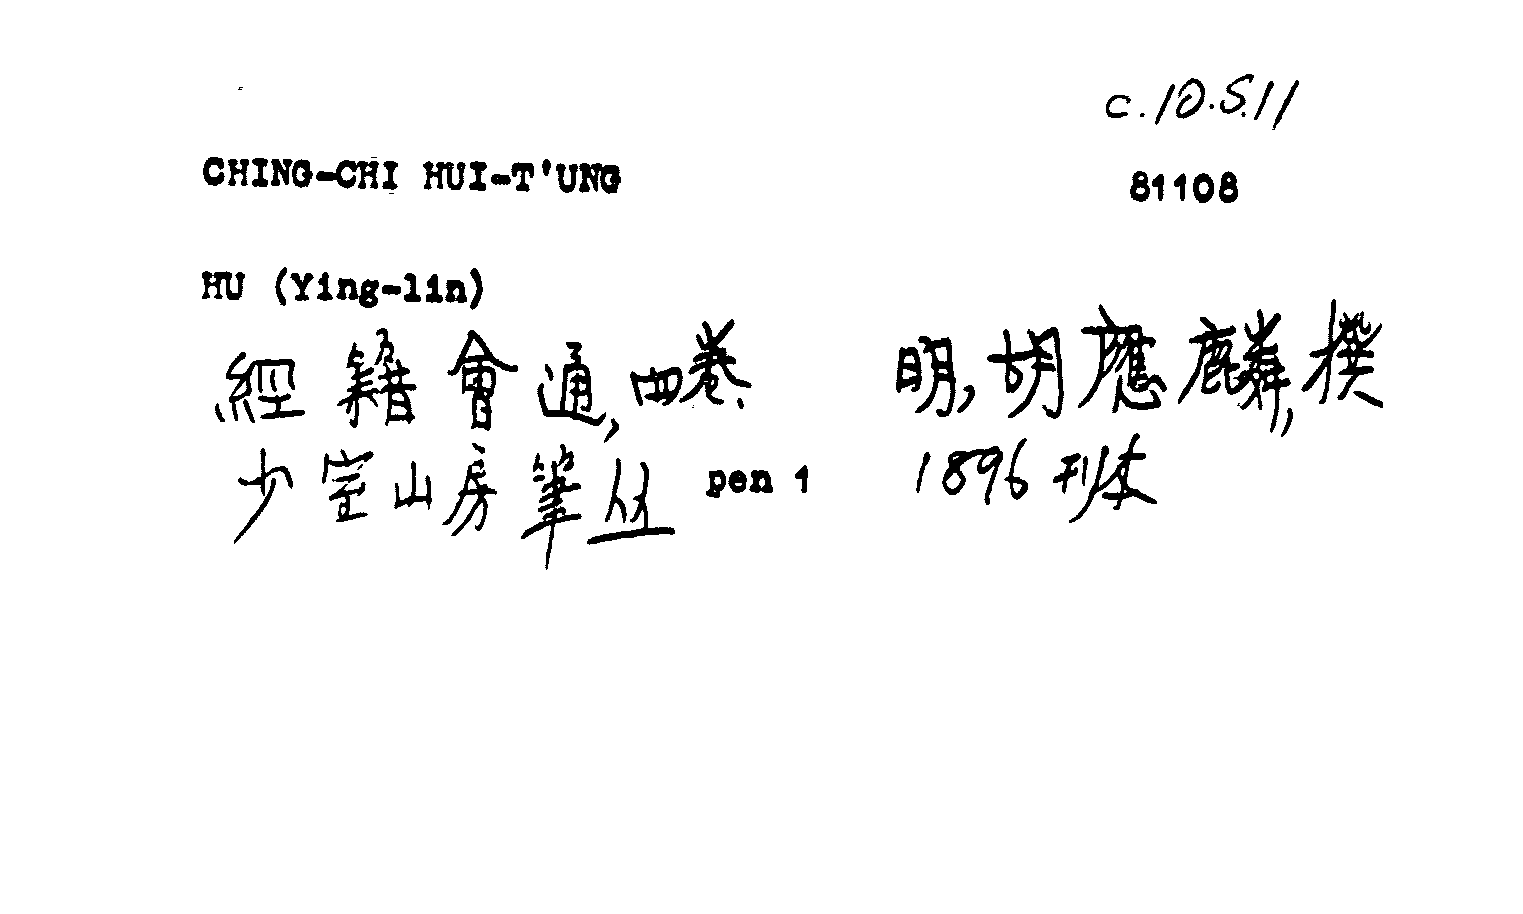 c.10.S.11
CHING-CHI HUI-T'UNG 81108
HU (Ying-lin)
經籍會通,四卷、 明,胡應麟,撰
少室山房筆丛 pen 1 1896 刊本